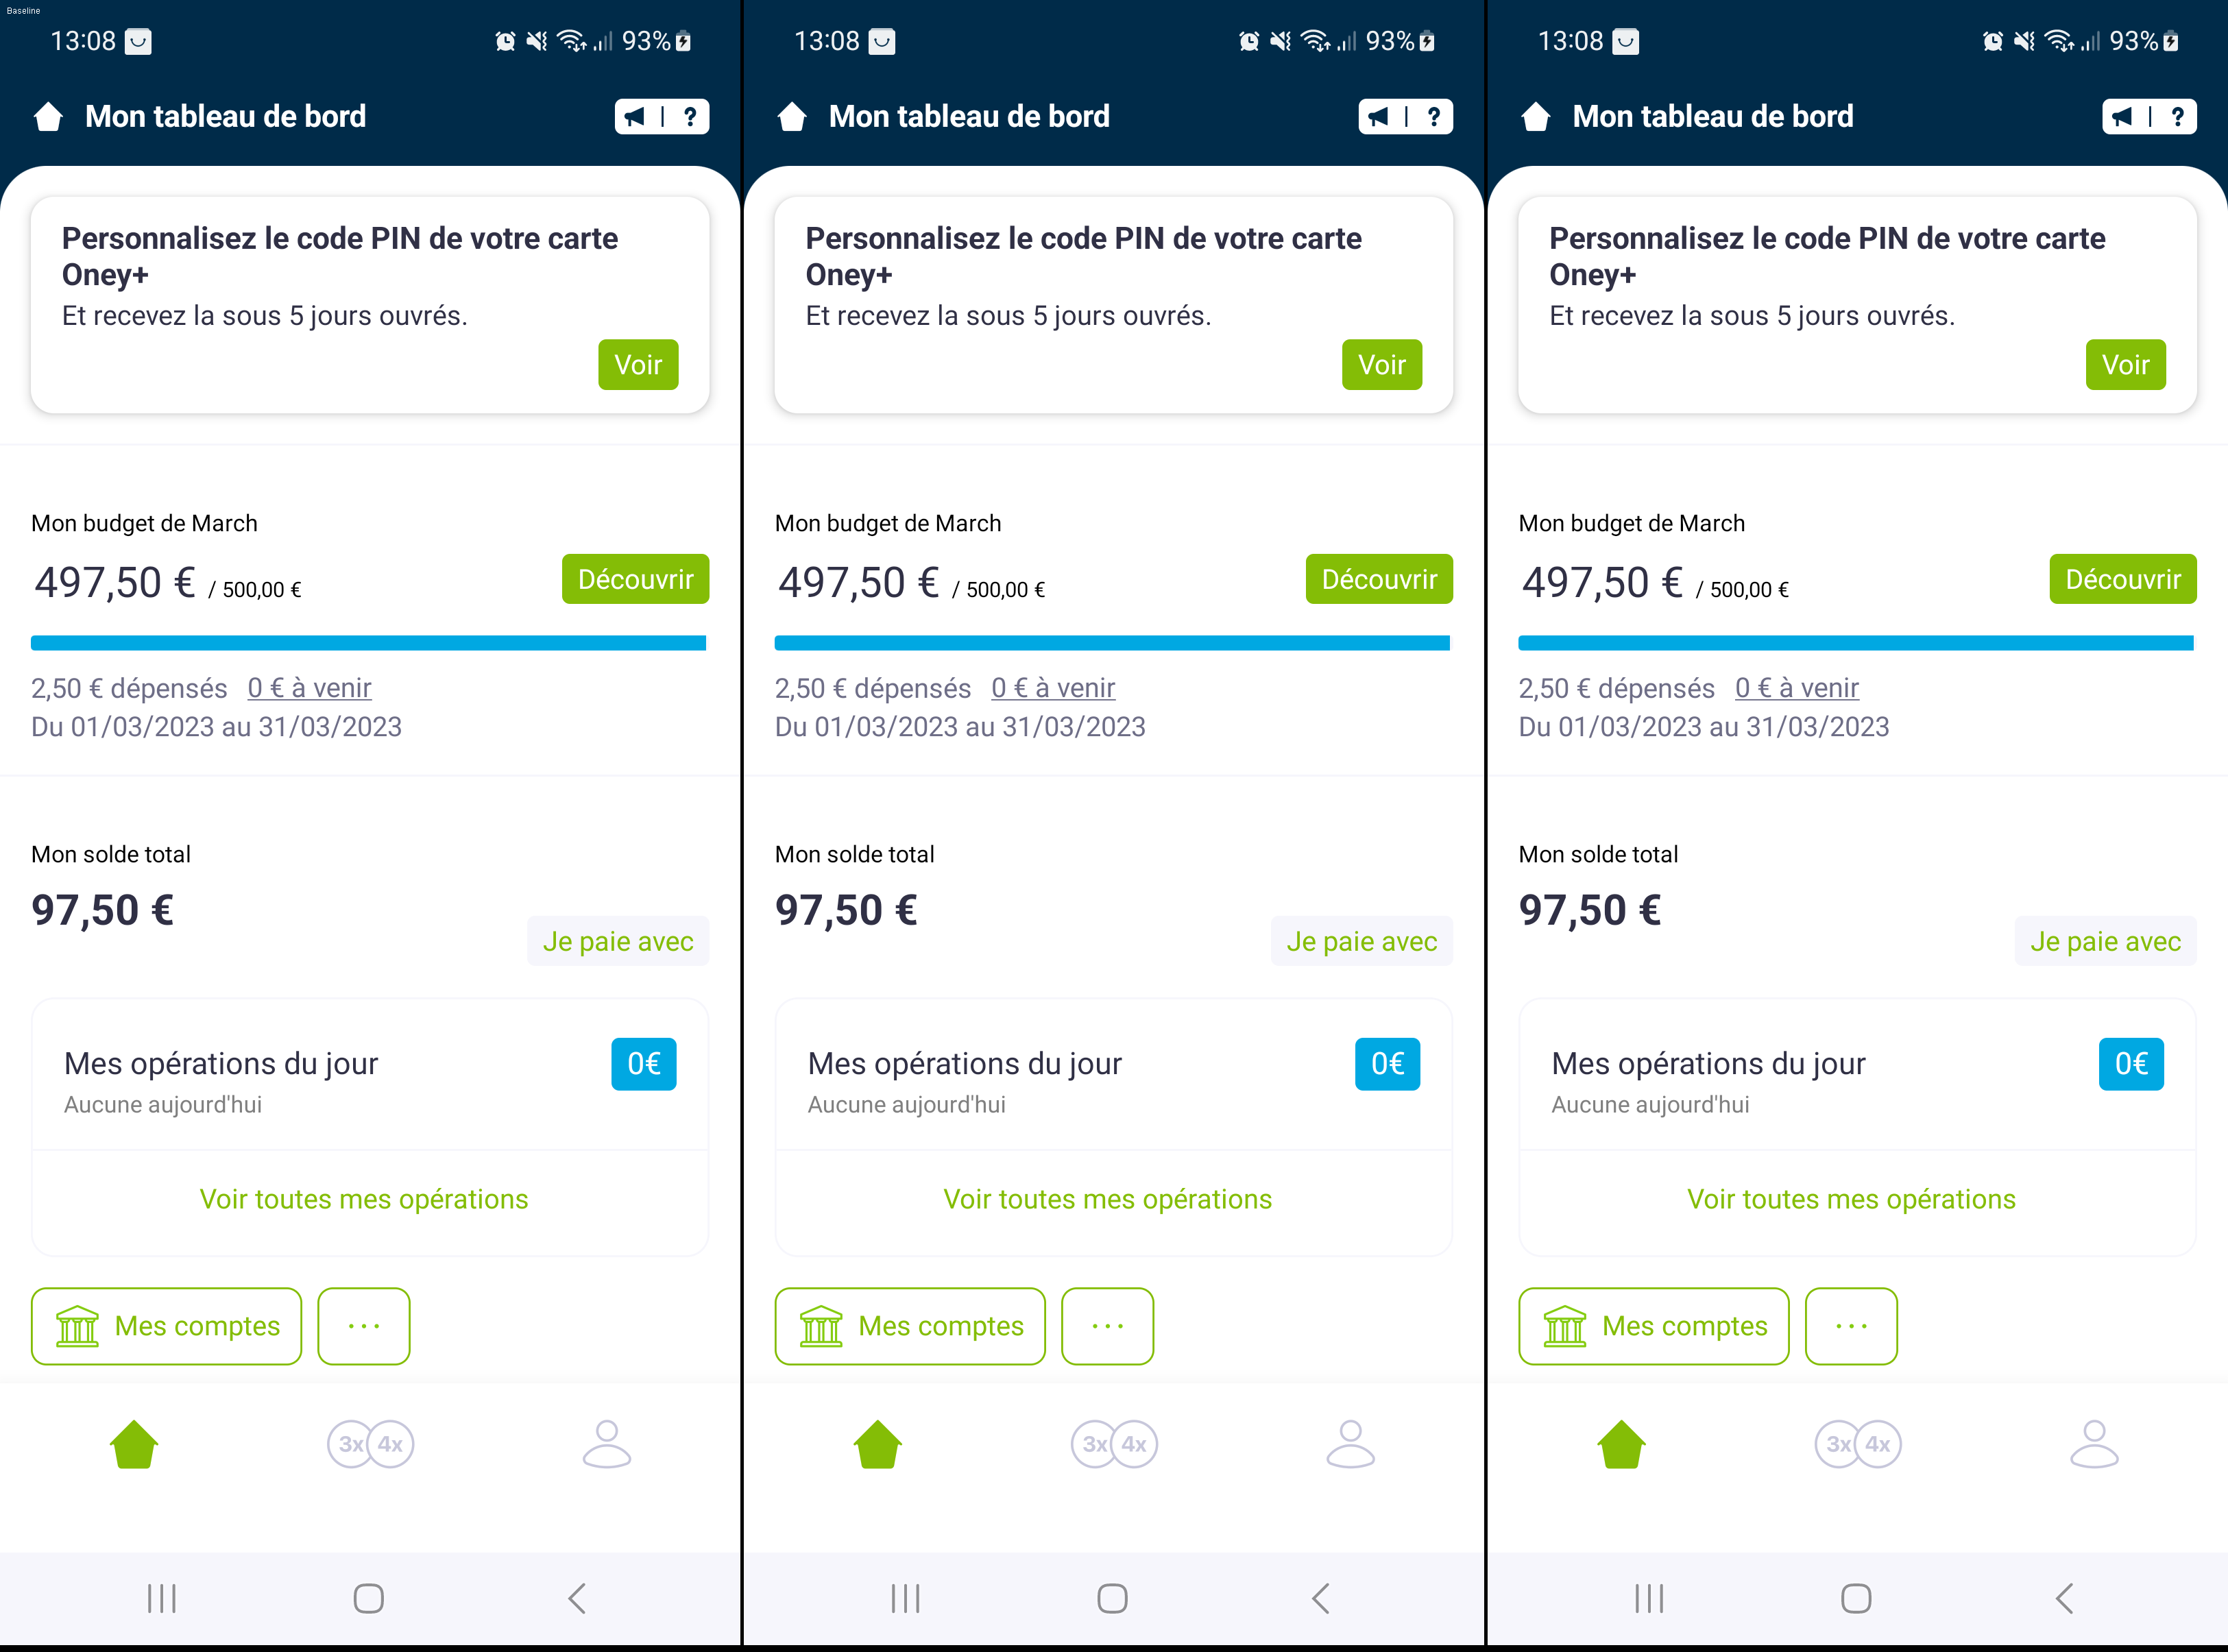 Baseline
13:08 93%
Mon tableau de bord ?
Personnalisez le code PIN de votre carte
Oney+
Et recevez la sous 5 jours ouvrés.
Voir
Mon budget de March
497,50 € / 500,00 € Découvrir
2,50 € dépensés 0 € à venir
Du 01/03/2023 au 31/03/2023
Mon solde total
97,50 €
Je paie avec
Mes opérations du jour 0€
Aucune aujourd'hui
Voir toutes mes opérations
Mes comptes ...
3x 4x
13:08 93%
Mon tableau de bord ?
Personnalisez le code PIN de votre carte
Oney+
Et recevez la sous 5 jours ouvrés.
Voir
Mon budget de March
497,50 € / 500,00 € Découvrir
2,50 € dépensés 0 € à venir
Du 01/03/2023 au 31/03/2023
Mon solde total
97,50 €
Je paie avec
Mes opérations du jour 0€
Aucune aujourd'hui
Voir toutes mes opérations
Mes comptes ...
3x 4x
13:08 93%
Mon tableau de bord ?
Personnalisez le code PIN de votre carte
Oney+
Et recevez la sous 5 jours ouvrés.
Voir
Mon budget de March
497,50 € / 500,00 € Découvrir
2,50 € dépensés 0 € à venir
Du 01/03/2023 au 31/03/2023
Mon solde total
97,50 €
Je paie avec
Mes opérations du jour 0€
Aucune aujourd'hui
Voir toutes mes opérations
Mes comptes ...
3x 4x